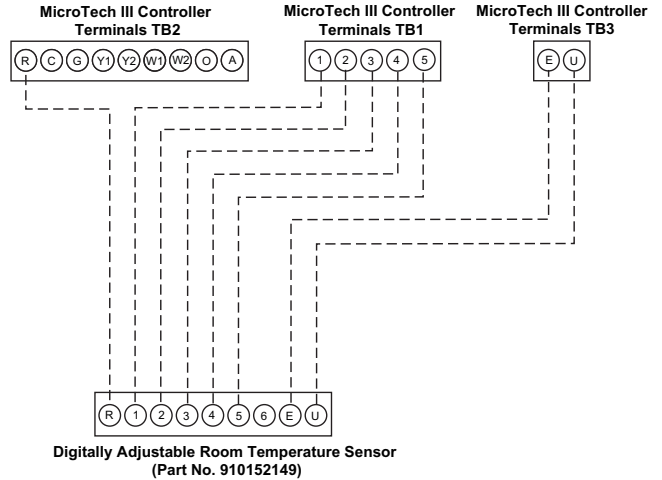 MicroTech III Controller
Terminals TB2
MicroTech III Controller
Terminals TB1
MicroTech III Controller
Terminals TB3
R C G Y1 Y2 W1 W2 O A
1 2 3 4 5
E U
R 1 2 3 4 5 6 E U
Digitally Adjustable Room Temperature Sensor
(Part No. 910152149)